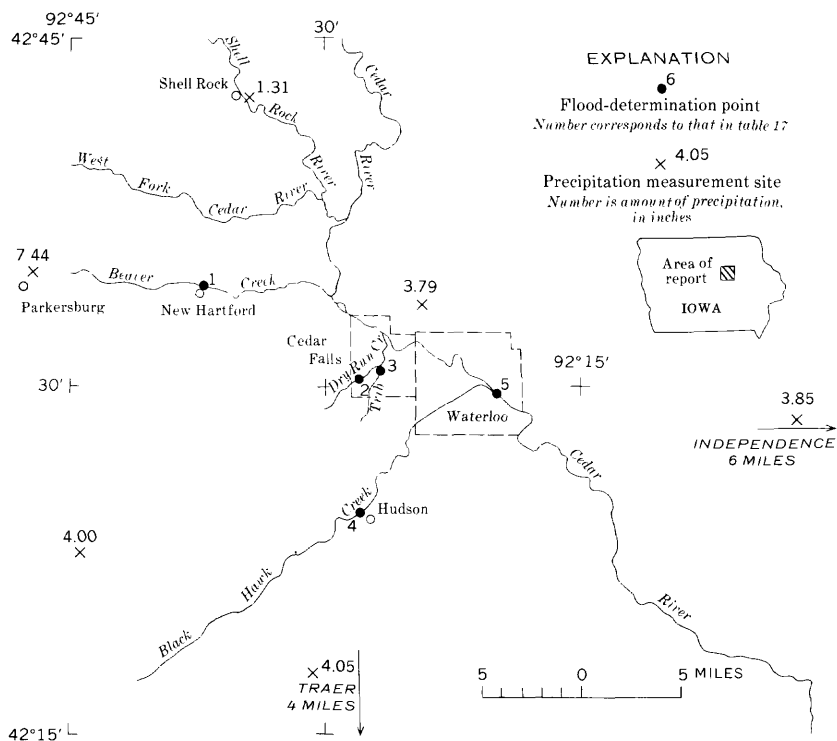 92°45'
42°45'
30'
Shell
Rock
River
Cedar
River
Shell Rock
1.31
EXPLANATION
6
Flood-determination point
Number corresponds to that in table 17
4.05
Precipitation measurement site
Number is amount of precipitation,
in inches
West
Fork
Cedar
River
Area of
report
IOWA
7 44
Parkersburg
Beaver
Creek
1
New Hartford
3.79
Cedar
Falls
Dry Run Cr
Trib
2
3
5
Waterloo
92°15'
30'
3.85
INDEPENDENCE
6 MILES
Cedar
River
Creek
Hudson
4
4.00
Hawk
Black
4.05
TRAER
4 MILES
5 0 5 MILES
42°15'